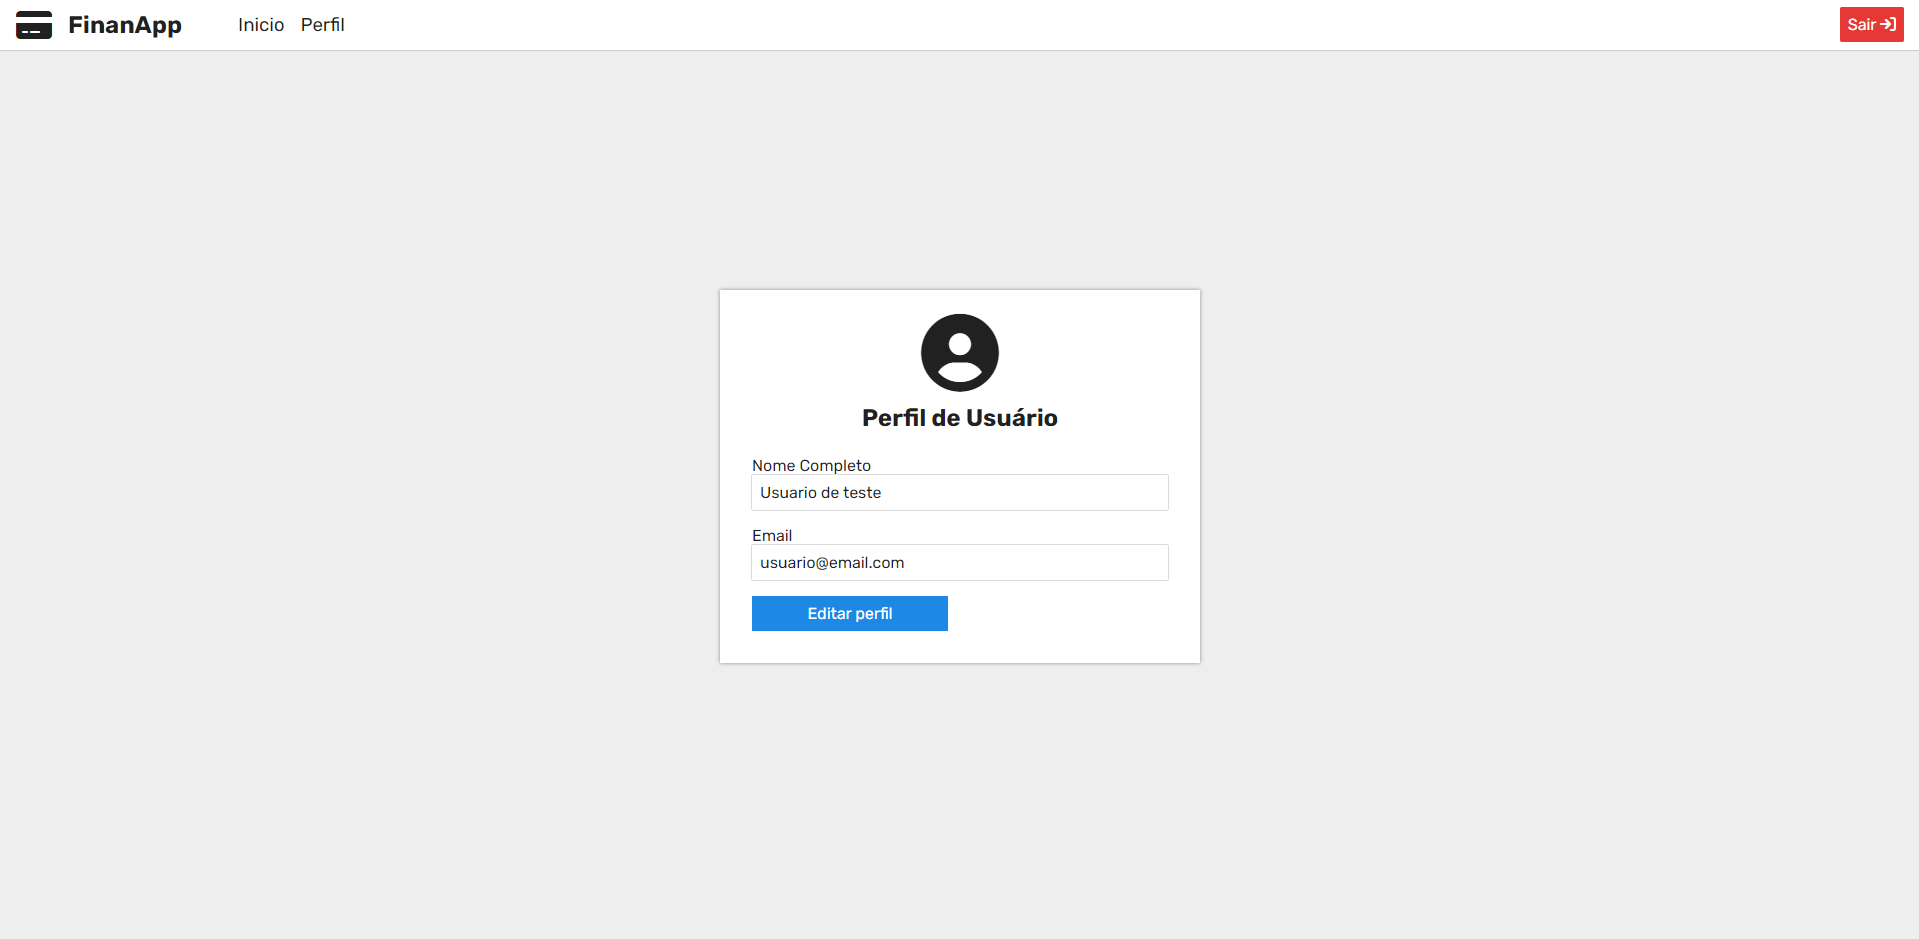 FinanApp
Inicio
Perfil
Sair
Perfil de Usuário
Nome Completo
Usuario de teste
Email
usuario@email.com
Editar perfil